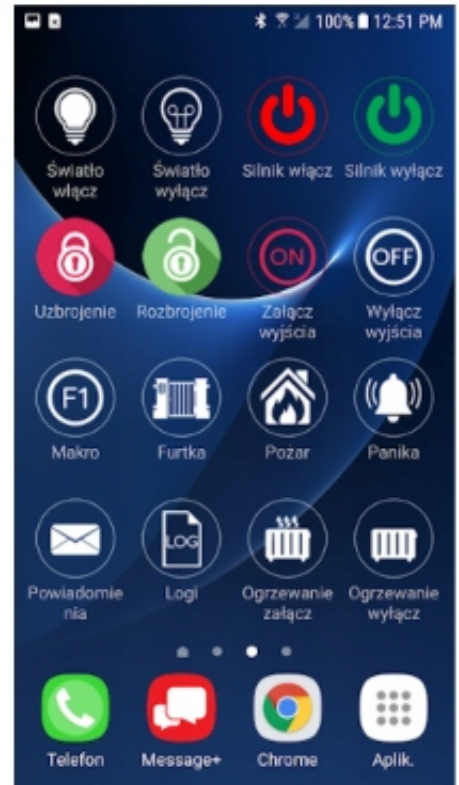 100% 12:51 PM
Światło włącz
Światło wyłącz
Silnik włącz
Silnik wyłącz
Uzbrojenie
Rozbrojenie
ON
Załącz wyjścia
OFF
Wyłącz wyjścia
F1
Makro
Furtka
Pożar
Panika
Powiadomie
nia
LOG
Logi
Ogrzewanie
załącz
Ogrzewanie
wyłącz
Telefon
Message+
Chrome
Aplik.